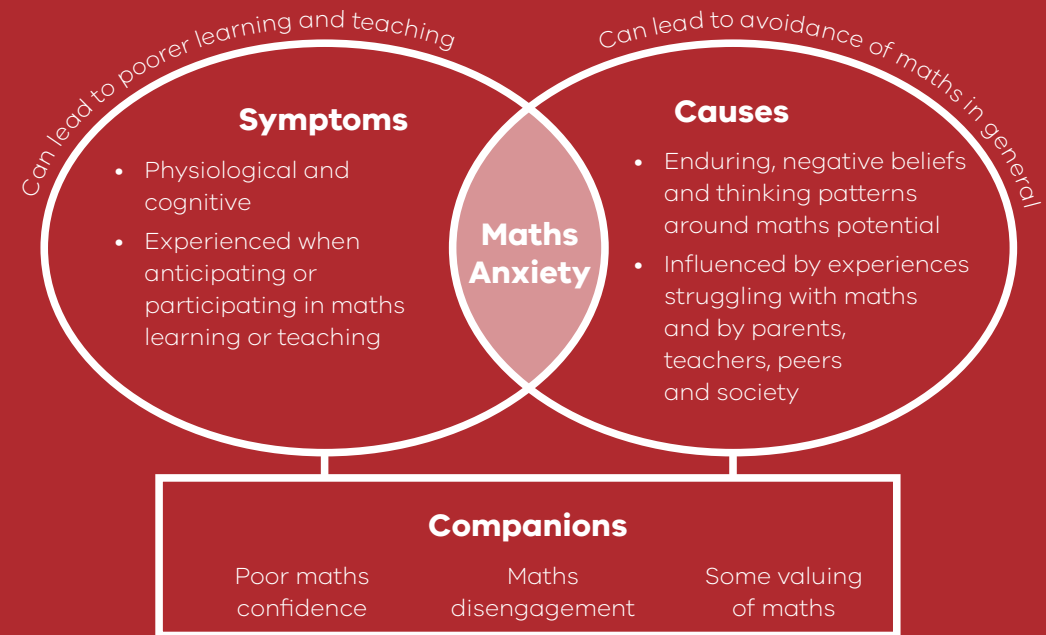 Can lead to poorer learning and teaching
Can lead to avoidance of maths in general
Symptoms
• Physiological and
cognitive
• Experienced when
anticipating or
participating in maths
learning or teaching
Maths
Anxiety
Causes
• Enduring, negative beliefs
and thinking patterns
around maths potential
• Influenced by experiences
struggling with maths
and by parents,
teachers, peers
and society
Companions
Poor maths
confidence
Maths
disengagement
Some valuing
of maths